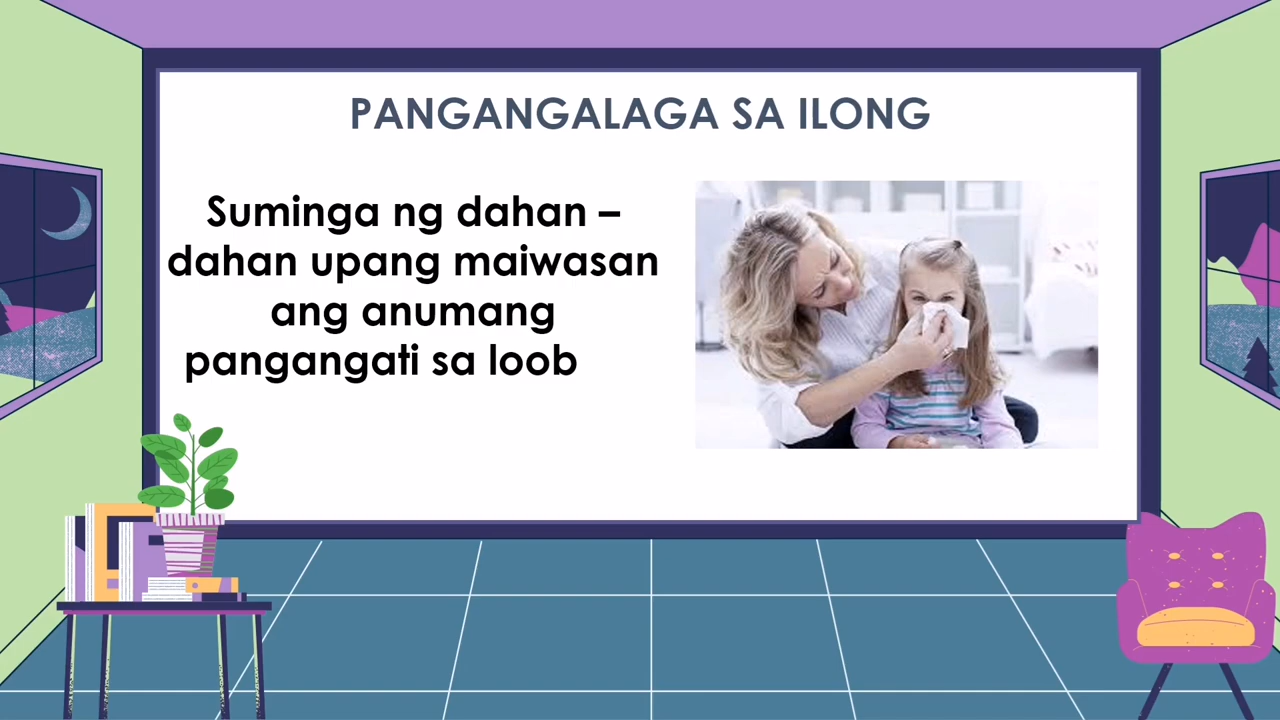 PANGANGALAGA SA ILONG
Suminga ng dahan –
dahan upang maiwasan
ang anumang
pangangati sa loob